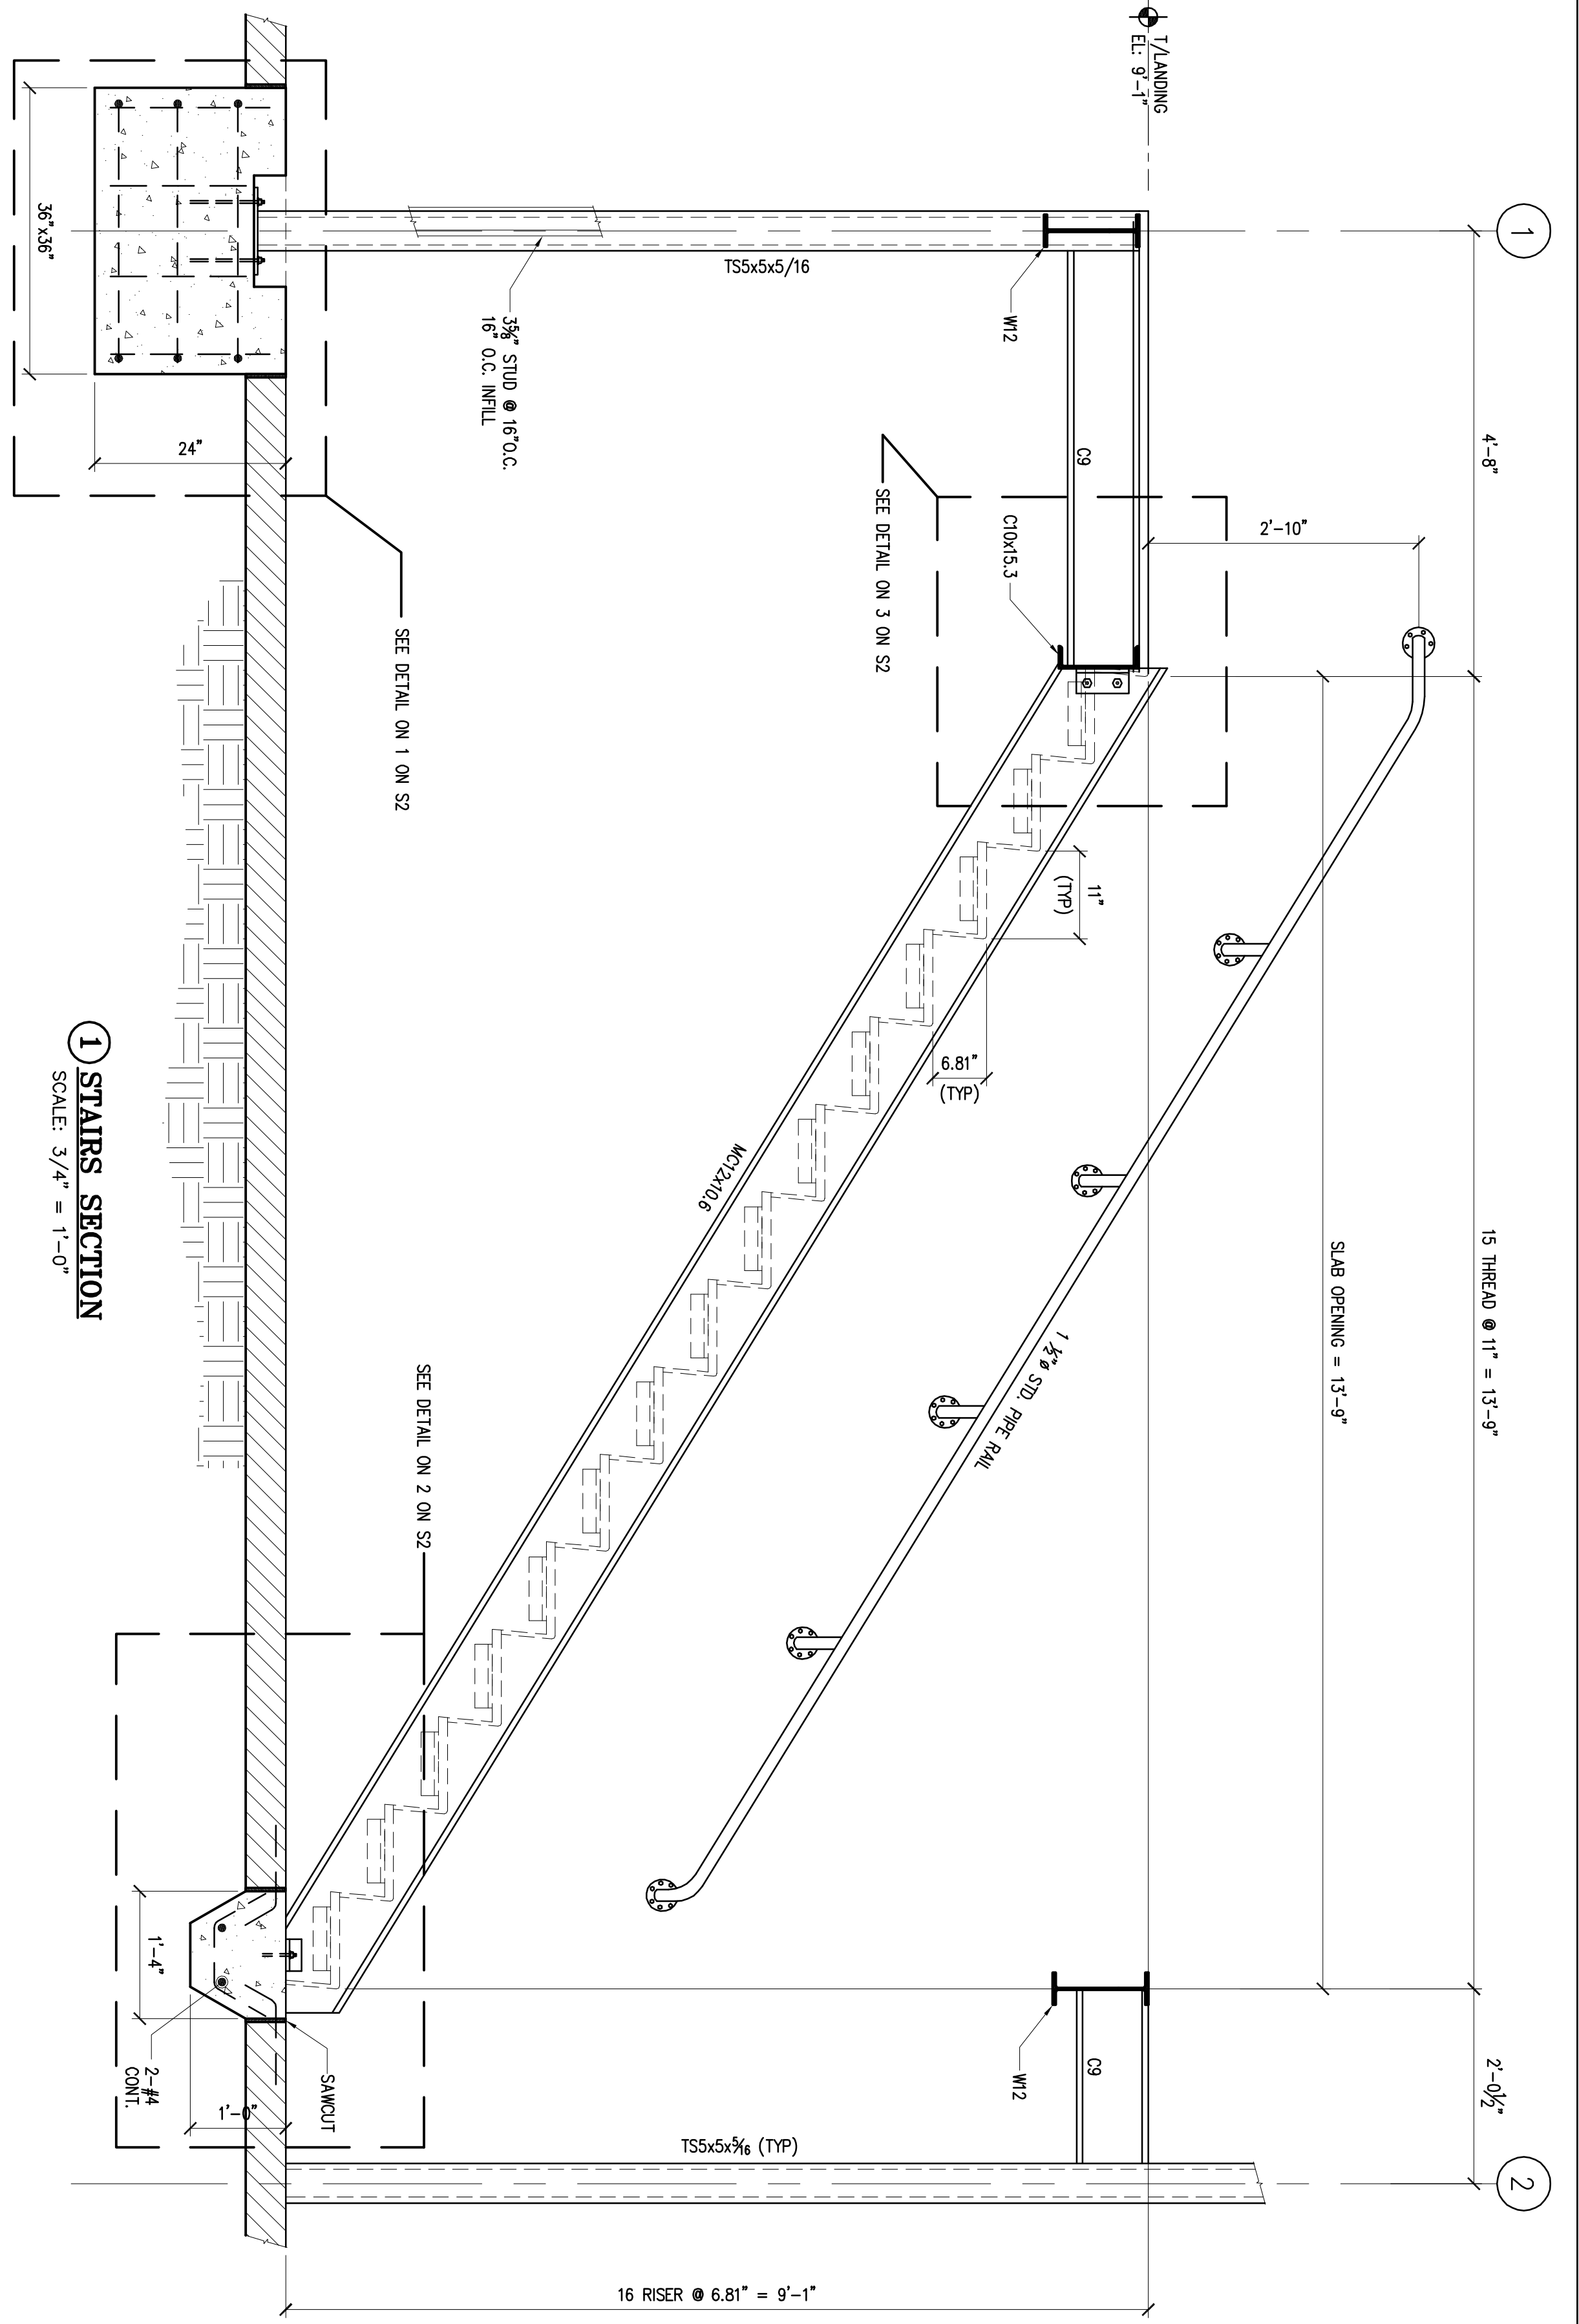 1
2
4'-8"
15 THREAD @ 11" = 13'-9"
2'-0½"
SLAB OPENING = 13'-9"
2'-10"
T/LANDING
EL: 9'-1"
1 ½"ø STD. PIPE RAIL
11"
(TYP)
6.81"
(TYP)
C9
C10x15.3
W12
C9
W12
SEE DETAIL ON 3 ON S2
TS5x5x5/16
MC12x10.6
TS5x5x5⁄16 (TYP)
3⅝" STUD @ 16"O.C.
16" O.C. INFILL
SEE DETAIL ON 1 ON S2
SEE DETAIL ON 2 ON S2
SAWCUT
24"
36"x36"
1'-4"
1'-0"
2-#4
CONT.
16 RISER @ 6.81" = 9'-1"
1 STAIRS SECTION
SCALE: 3/4" = 1'-0"